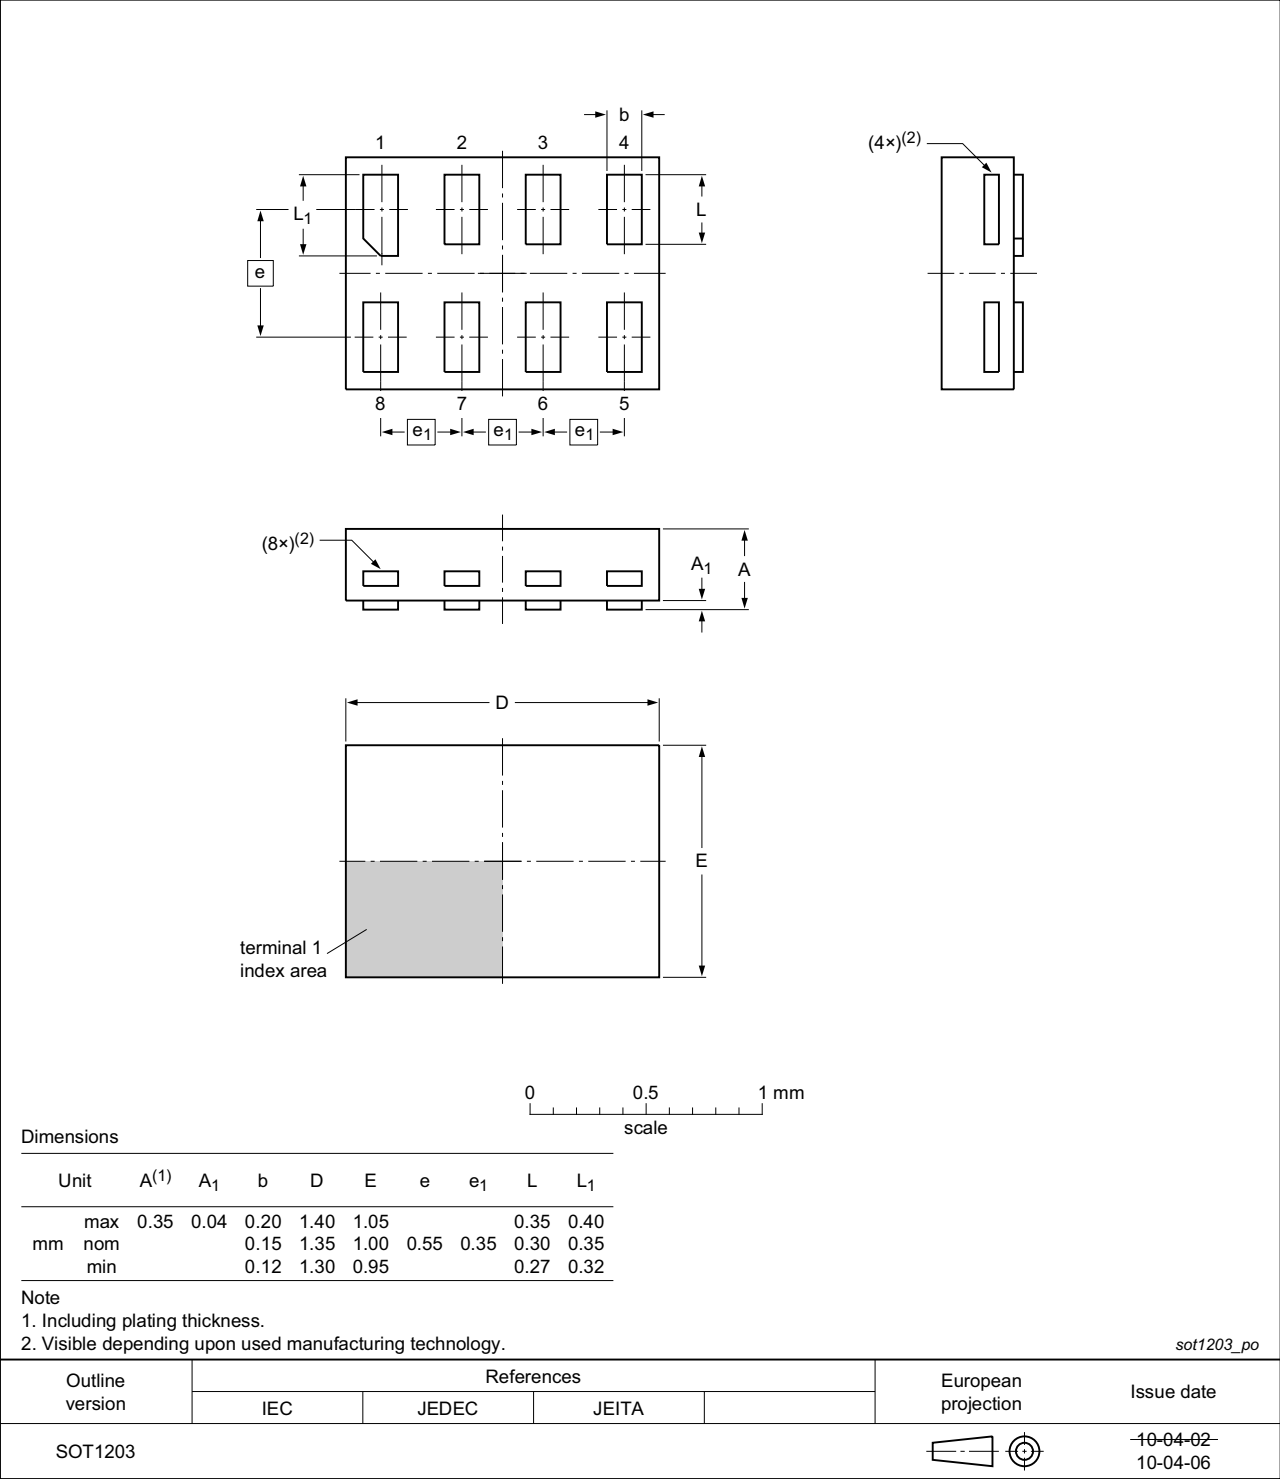 b
1 2 3 4
(4×)(2)
L1
L
e
8 7 6 5
e1 e1 e1
(8×)(2)
A1
A
D
E
terminal 1
index area
0 0.5 1 mm
scale
Dimensions
Unit A(1) A1 b D E e e1 L L1
max 0.35 0.04 0.20 1.40 1.05 0.35 0.40
mm nom 0.15 1.35 1.00 0.55 0.35 0.30 0.35
min 0.12 1.30 0.95 0.27 0.32
Note
1. Including plating thickness.
2. Visible depending upon used manufacturing technology.
sot1203_po
Outline
version
References
IEC JEDEC JEITA
European
projection
Issue date
SOT1203
10-04-02
10-04-06